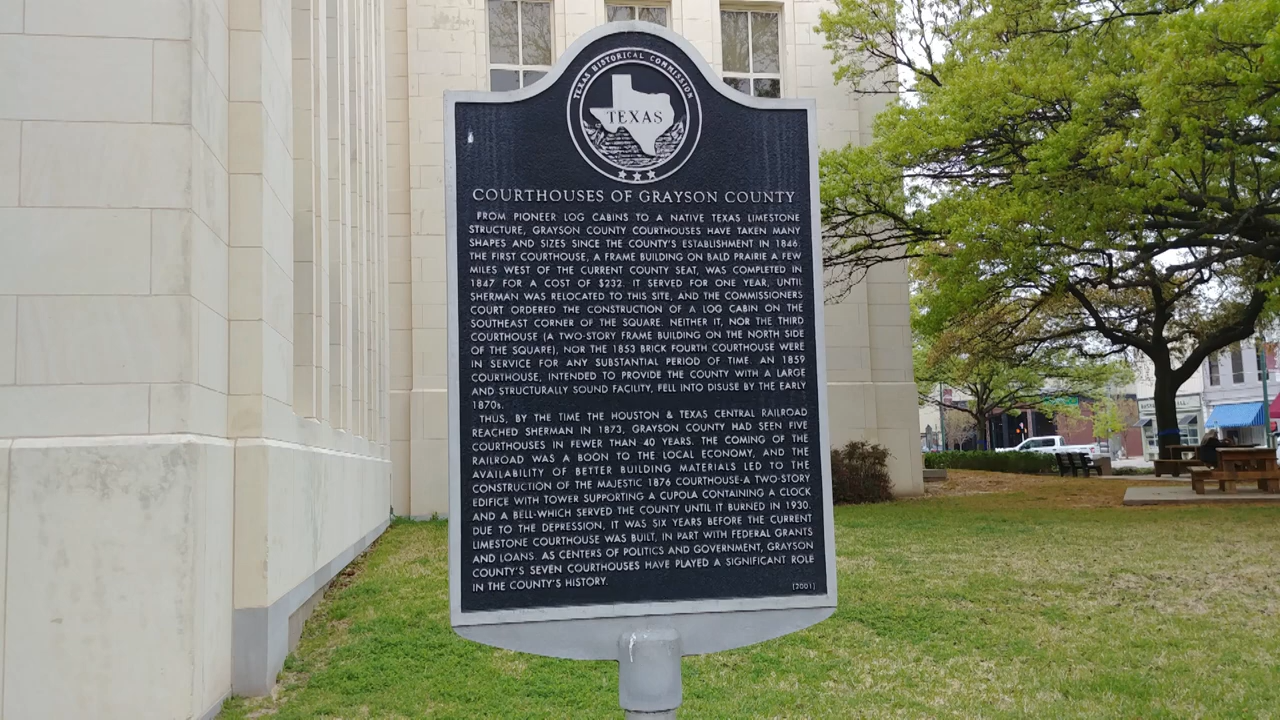 TEXAS HISTORICAL COMMISSION
TEXAS
COURTHOUSES OF GRAYSON COUNTY
FROM PIONEER LOG CABINS TO A NATIVE TEXAS LIMESTONE
STRUCTURE, GRAYSON COUNTY COURTHOUSES HAVE TAKEN MANY
SHAPES AND SIZES SINCE THE COUNTY'S ESTABLISHMENT IN 1846.
THE FIRST COURTHOUSE, A FRAME BUILDING ON BALD PRAIRIE A FEW
MILES WEST OF THE CURRENT COUNTY SEAT, WAS COMPLETED IN
1847 FOR A COST OF $232. IT SERVED FOR ONE YEAR, UNTIL
SHERMAN WAS RELOCATED TO THIS SITE, AND THE COMMISSIONERS
COURT ORDERED THE CONSTRUCTION OF A LOG CABIN ON THE
SOUTHEAST CORNER OF THE SQUARE. NEITHER IT, NOR THE THIRD
COURTHOUSE (A TWO-STORY FRAME BUILDING ON THE NORTH SIDE
OF THE SQUARE), NOR THE 1853 BRICK FOURTH COURTHOUSE WERE
IN SERVICE FOR ANY SUBSTANTIAL PERIOD OF TIME. AN 1859
COURTHOUSE, INTENDED TO PROVIDE THE COUNTY WITH A LARGE
AND STRUCTURALLY SOUND FACILITY, FELL INTO DISUSE BY THE EARLY
1870s.
THUS, BY THE TIME THE HOUSTON & TEXAS CENTRAL RAILROAD
REACHED SHERMAN IN 1873, GRAYSON COUNTY HAD SEEN FIVE
COURTHOUSES IN FEWER THAN 40 YEARS. THE COMING OF THE
RAILROAD WAS A BOON TO THE LOCAL ECONOMY, AND THE
AVAILABILITY OF BETTER BUILDING MATERIALS LED TO THE
CONSTRUCTION OF THE MAJESTIC 1876 COURTHOUSE-A TWO-STORY
EDIFICE WITH TOWER SUPPORTING A CUPOLA CONTAINING A CLOCK
AND A BELL-WHICH SERVED THE COUNTY UNTIL IT BURNED IN 1930.
DUE TO THE DEPRESSION, IT WAS SIX YEARS BEFORE THE CURRENT
LIMESTONE COURTHOUSE WAS BUILT, IN PART WITH FEDERAL GRANTS
AND LOANS. AS CENTERS OF POLITICS AND GOVERNMENT, GRAYSON
COUNTY'S SEVEN COURTHOUSES HAVE PLAYED A SIGNIFICANT ROLE
IN THE COUNTY'S HISTORY.
(2001)